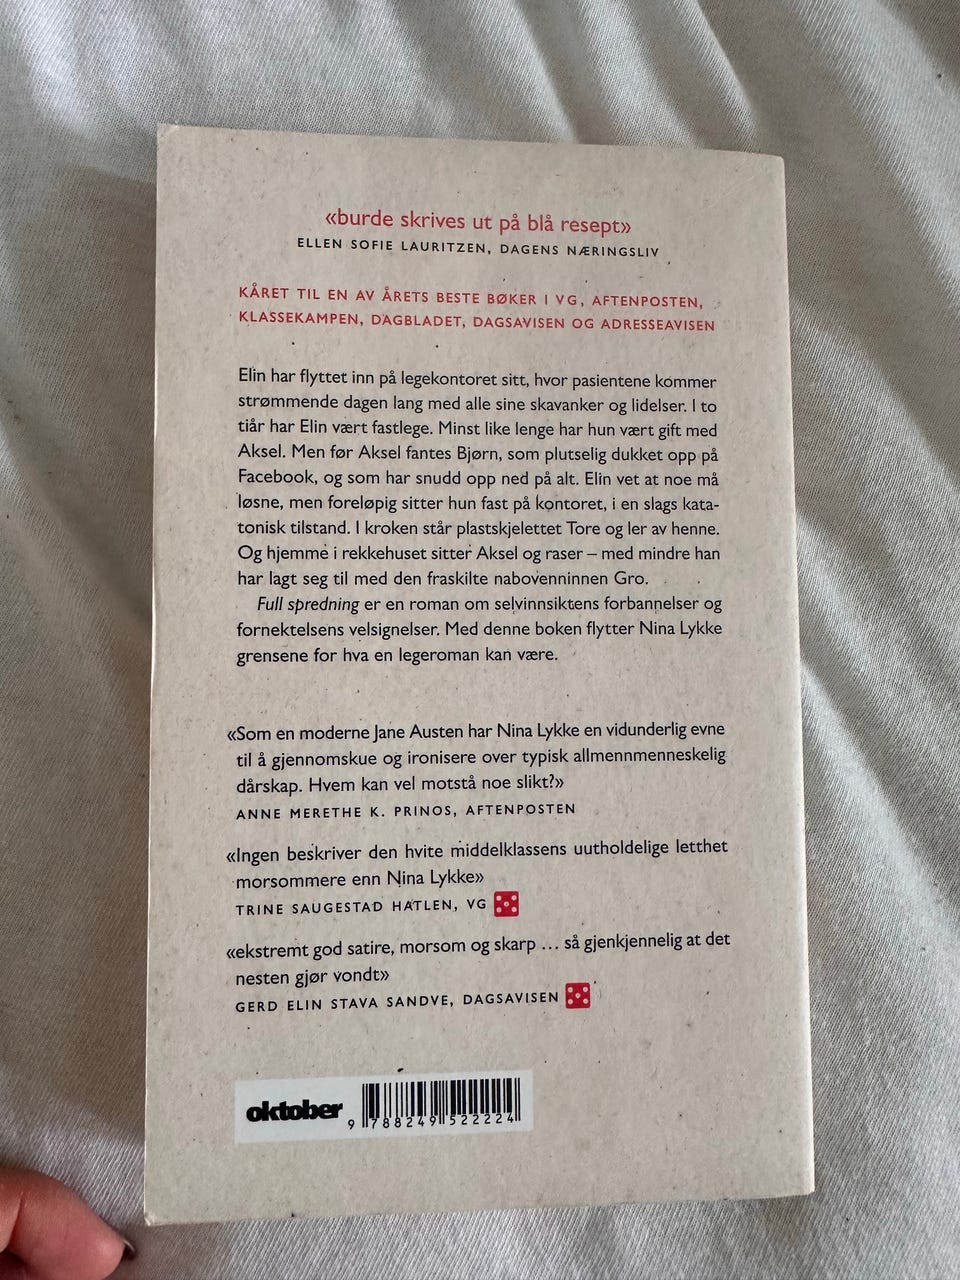 «burde skrives ut på blå resept»
ELLEN SOFIE LAURITZEN, DAGENS NÆRINGSLIV
KÅRET TIL EN AV ÅRETS BESTE BØKER I VG, AFTENPOSTEN,
KLASSEKAMPEN, DAGBLADET, DAGSAVISEN OG ADRESSEAVISEN
Elin har flyttet inn på legekontoret sitt, hvor pasientene kommer
strømmende dagen lang med alle sine skavanker og lidelser. I to
tiår har Elin vært fastlege. Minst like lenge har hun vært gift med
Aksel. Men før Aksel fantes Bjørn, som plutselig dukket opp på
Facebook, og som har snudd opp ned på alt. Elin vet at noe må
løsne, men foreløpig sitter hun fast på kontoret, i en slags kata-
tonisk tilstand. I kroken står plastskjelettet Tore og ler av henne.
Og hjemme i rekkehuset sitter Aksel og raser – med mindre han
har lagt seg til med den fraskilte nabovenninnen Gro.
Full spredning er en roman om selvinnsiktens forbannelser og
fornektelsens velsignelser. Med denne boken flytter Nina Lykke
grensene for hva en legeroman kan være.
«Som en moderne Jane Austen har Nina Lykke en vidunderlig evne
til å gjennomskue og ironisere over typisk allmennmenneskelig
dårskap. Hvem kan vel motstå noe slikt?»
ANNE MERETHE K. PRINOS, AFTENPOSTEN
«Ingen beskriver den hvite middelklassens uutholdelige letthet
morsommere enn Nina Lykke»
TRINE SAUGESTAD HATLEN, VG
«ekstremt god satire, morsom og skarp … så gjenkjennelig at det
nesten gjør vondt»
GERD ELIN STAVA SANDVE, DAGSAVISEN
oktober
9 788249 522224